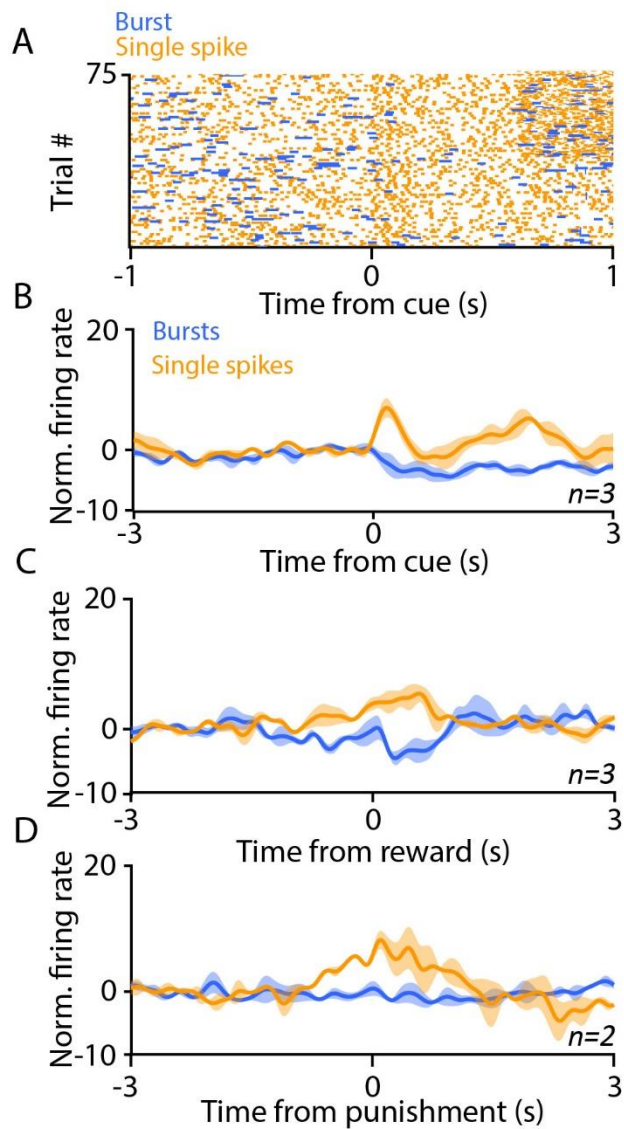 A
Burst
Single spike
75
Trial #
-1
0
1
Time from cue (s)
B
20
Bursts
Single spikes
Norm. firing rate
0
-10
n=3
-3
0
3
Time from cue (s)
C
20
Norm. firing rate
0
-10
n=3
-3
0
3
Time from reward (s)
D
20
Norm. firing rate
0
-10
n=2
-3
0
3
Time from punishment (s)